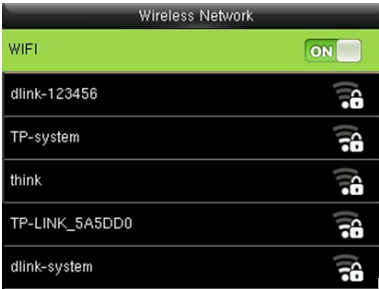 Wireless Network
WIFI ON
dlink-123456
TP-system
think
TP-LINK_5A5DD0
dlink-system